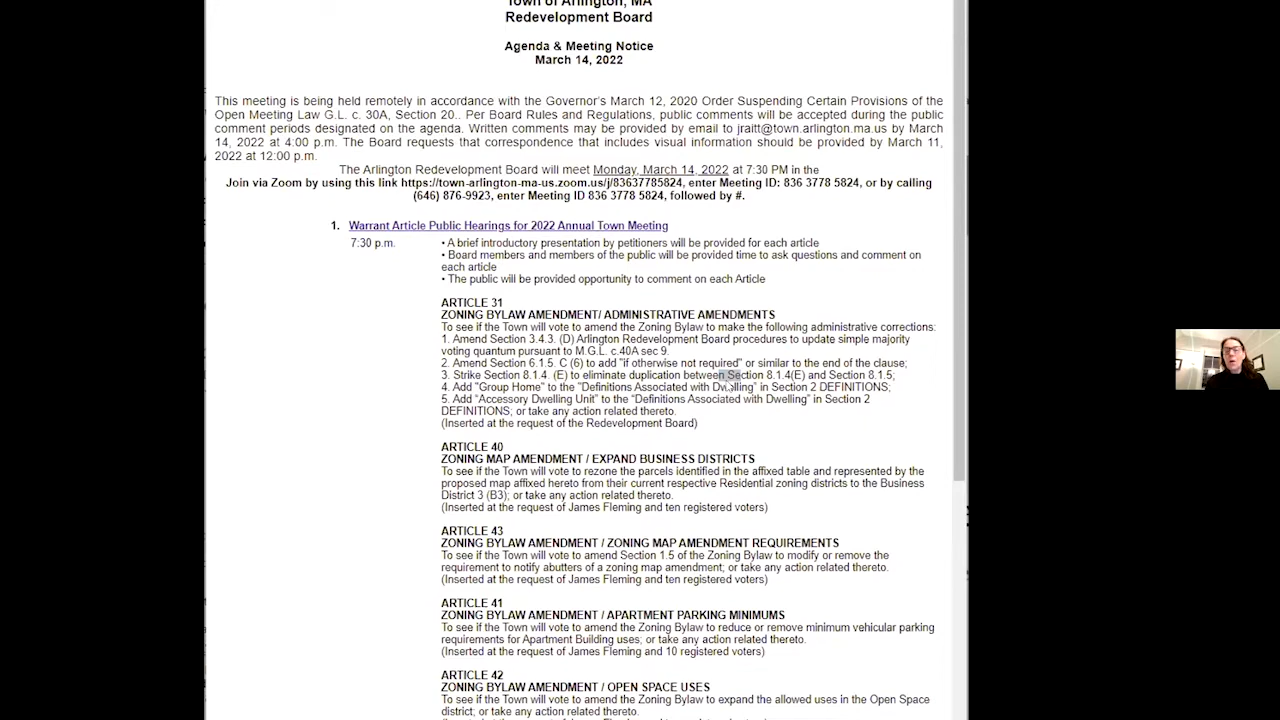 Town of Arlington, MA
Redevelopment Board
Agenda & Meeting Notice
March 14, 2022
This meeting is being held remotely in accordance with the Governor's March 12, 2020 Order Suspending Certain Provisions of the
Open Meeting Law G.L. c. 30A, Section 20.. Per Board Rules and Regulations, public comments will be accepted during the public
comment periods designated on the agenda. Written comments may be provided by email to jraitt@town.arlington.ma.us by March
14, 2022 at 4:00 p.m. The Board requests that correspondence that includes visual information should be provided by March 11,
2022 at 12:00 p.m.
The Arlington Redevelopment Board will meet Monday, March 14, 2022 at 7:30 PM in the
Join via Zoom by using this link https://town-arlington-ma-us.zoom.us/j/83637785824, enter Meeting ID: 836 3778 5824, or by calling
(646) 876-9923, enter Meeting ID 836 3778 5824, followed by #.
1. Warrant Article Public Hearings for 2022 Annual Town Meeting
7:30 p.m.
• A brief introductory presentation by petitioners will be provided for each article
• Board members and members of the public will be provided time to ask questions and comment on
each article
• The public will be provided opportunity to comment on each Article
ARTICLE 31
ZONING BYLAW AMENDMENT/ ADMINISTRATIVE AMENDMENTS
To see if the Town will vote to amend the Zoning Bylaw to make the following administrative corrections:
1. Amend Section 3.4.3. (D) Arlington Redevelopment Board procedures to update simple majority
voting quantum pursuant to M.G.L. c.40A sec 9.
2. Amend Section 6.1.5. C (6) to add "if otherwise not required" or similar to the end of the clause;
3. Strike Section 8.1.4. (E) to eliminate duplication between Section 8.1.4(E) and Section 8.1.5;
4. Add "Group Home" to the "Definitions Associated with Dwelling" in Section 2 DEFINITIONS;
5. Add "Accessory Dwelling Unit" to the "Definitions Associated with Dwelling" in Section 2
DEFINITIONS; or take any action related thereto.
(Inserted at the request of the Redevelopment Board)
ARTICLE 40
ZONING MAP AMENDMENT / EXPAND BUSINESS DISTRICTS
To see if the Town will vote to rezone the parcels identified in the affixed table and represented by the
proposed map affixed hereto from their current respective Residential zoning districts to the Business
District 3 (B3); or take any action related thereto.
(Inserted at the request of James Fleming and ten registered voters)
ARTICLE 43
ZONING BYLAW AMENDMENT / ZONING MAP AMENDMENT REQUIREMENTS
To see if the Town will vote to amend Section 1.5 of the Zoning Bylaw to modify or remove the
requirement to notify abutters of a zoning map amendment; or take any action related thereto.
(Inserted at the request of James Fleming and ten registered voters)
ARTICLE 41
ZONING BYLAW AMENDMENT / APARTMENT PARKING MINIMUMS
To see if the Town will vote to amend the Zoning Bylaw to reduce or remove minimum vehicular parking
requirements for Apartment Building uses; or take any action related thereto.
(Inserted at the request of James Fleming and 10 registered voters)
ARTICLE 42
ZONING BYLAW AMENDMENT / OPEN SPACE USES
To see if the Town will vote to amend the Zoning Bylaw to expand the allowed uses in the Open Space
district; or take any action related thereto.